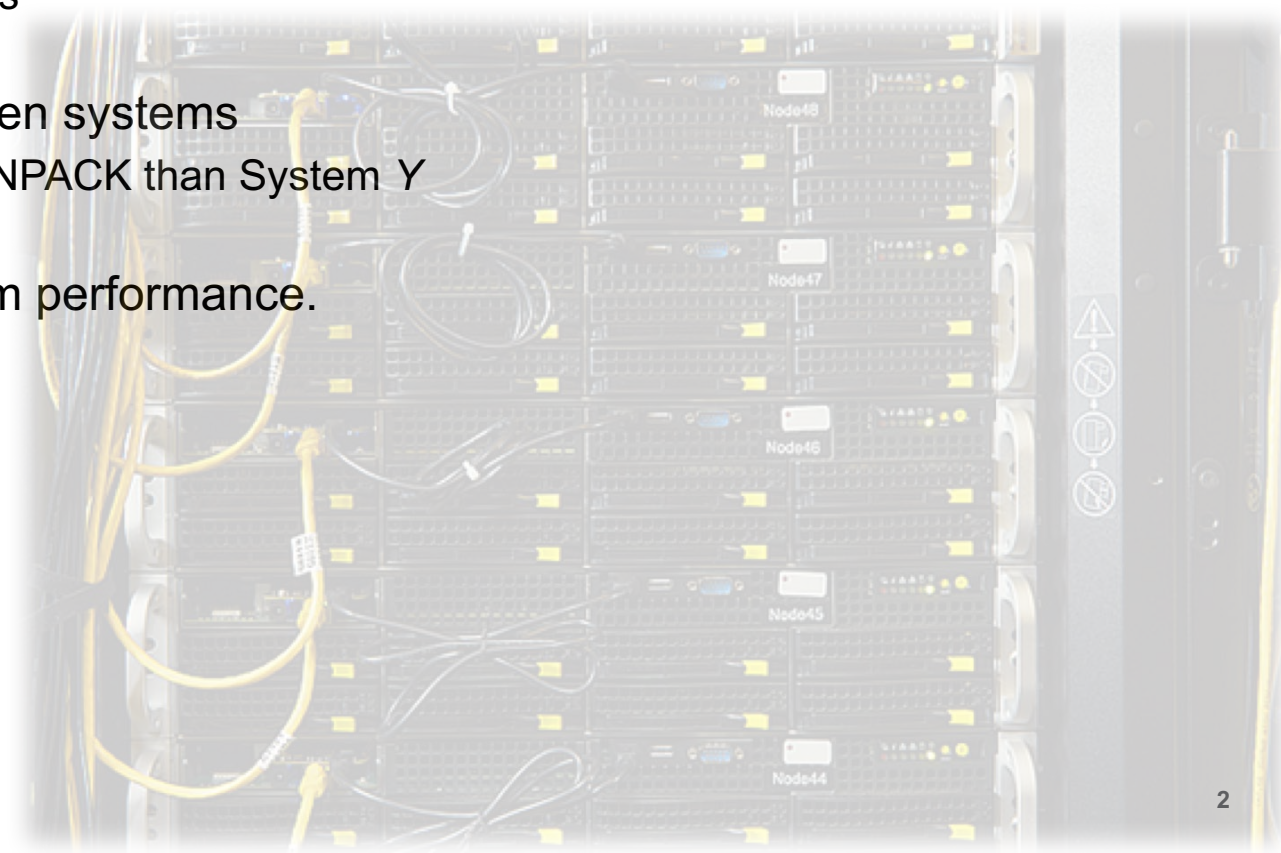 s
en systems
NPACK than System Y
m performance.
Node48
Node47
Node46
Node45
Node44
2